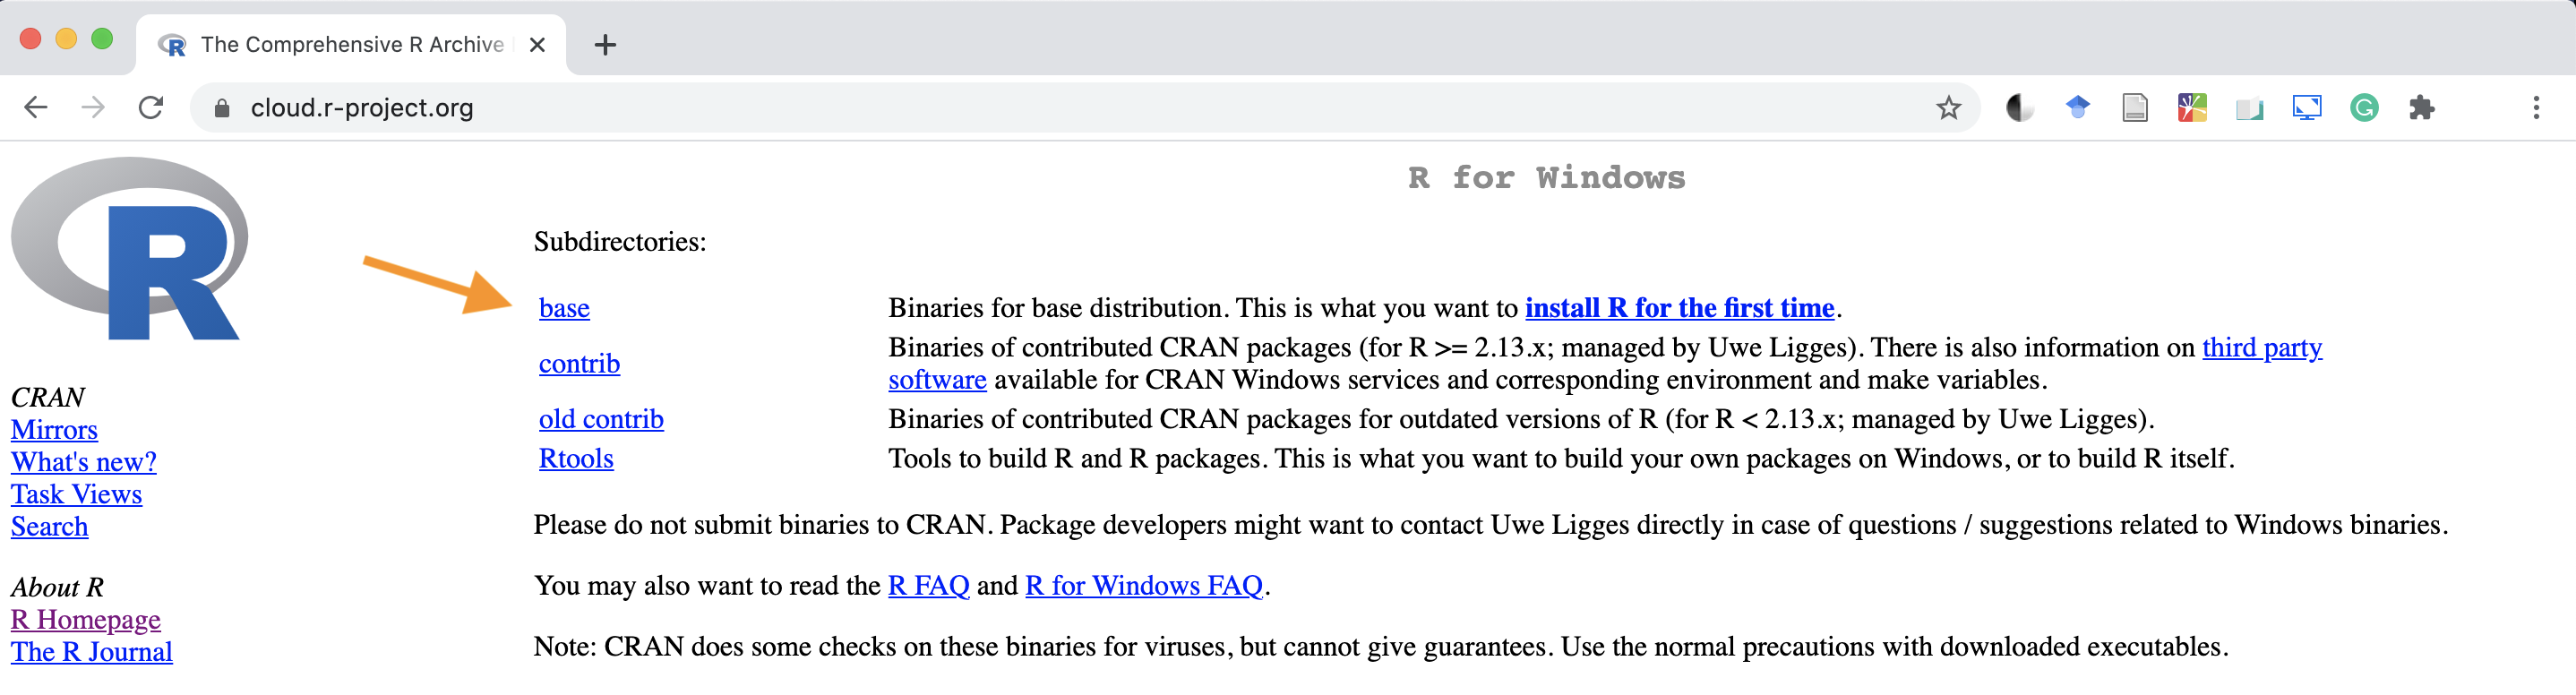 The Comprehensive R Archive
cloud.r-project.org
R for Windows
Subdirectories:
base Binaries for base distribution. This is what you want to install R for the first time.
contrib Binaries of contributed CRAN packages (for R >= 2.13.x; managed by Uwe Ligges). There is also information on third party
software available for CRAN Windows services and corresponding environment and make variables.
old contrib Binaries of contributed CRAN packages for outdated versions of R (for R < 2.13.x; managed by Uwe Ligges).
Rtools Tools to build R and R packages. This is what you want to build your own packages on Windows, or to build R itself.
Please do not submit binaries to CRAN. Package developers might want to contact Uwe Ligges directly in case of questions / suggestions related to Windows binaries.
You may also want to read the R FAQ and R for Windows FAQ.
Note: CRAN does some checks on these binaries for viruses, but cannot give guarantees. Use the normal precautions with downloaded executables.
R
CRAN
Mirrors
What's new?
Task Views
Search
About R
R Homepage
The R Journal